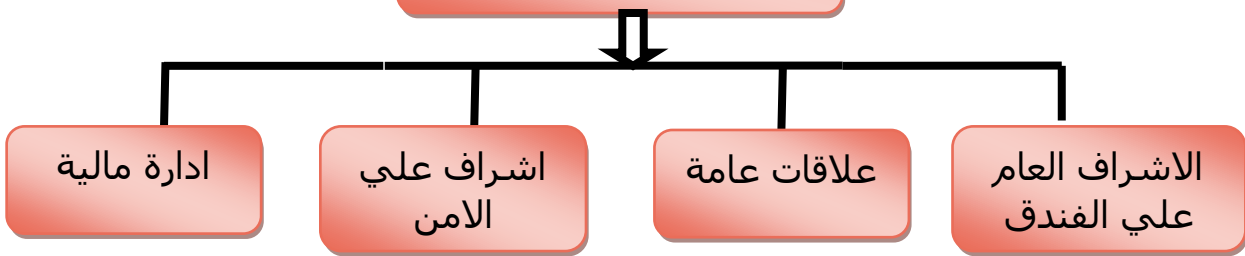 الاشراف العام
علي الفندق
علاقات عامة
اشراف علي
الامن
ادارة مالية